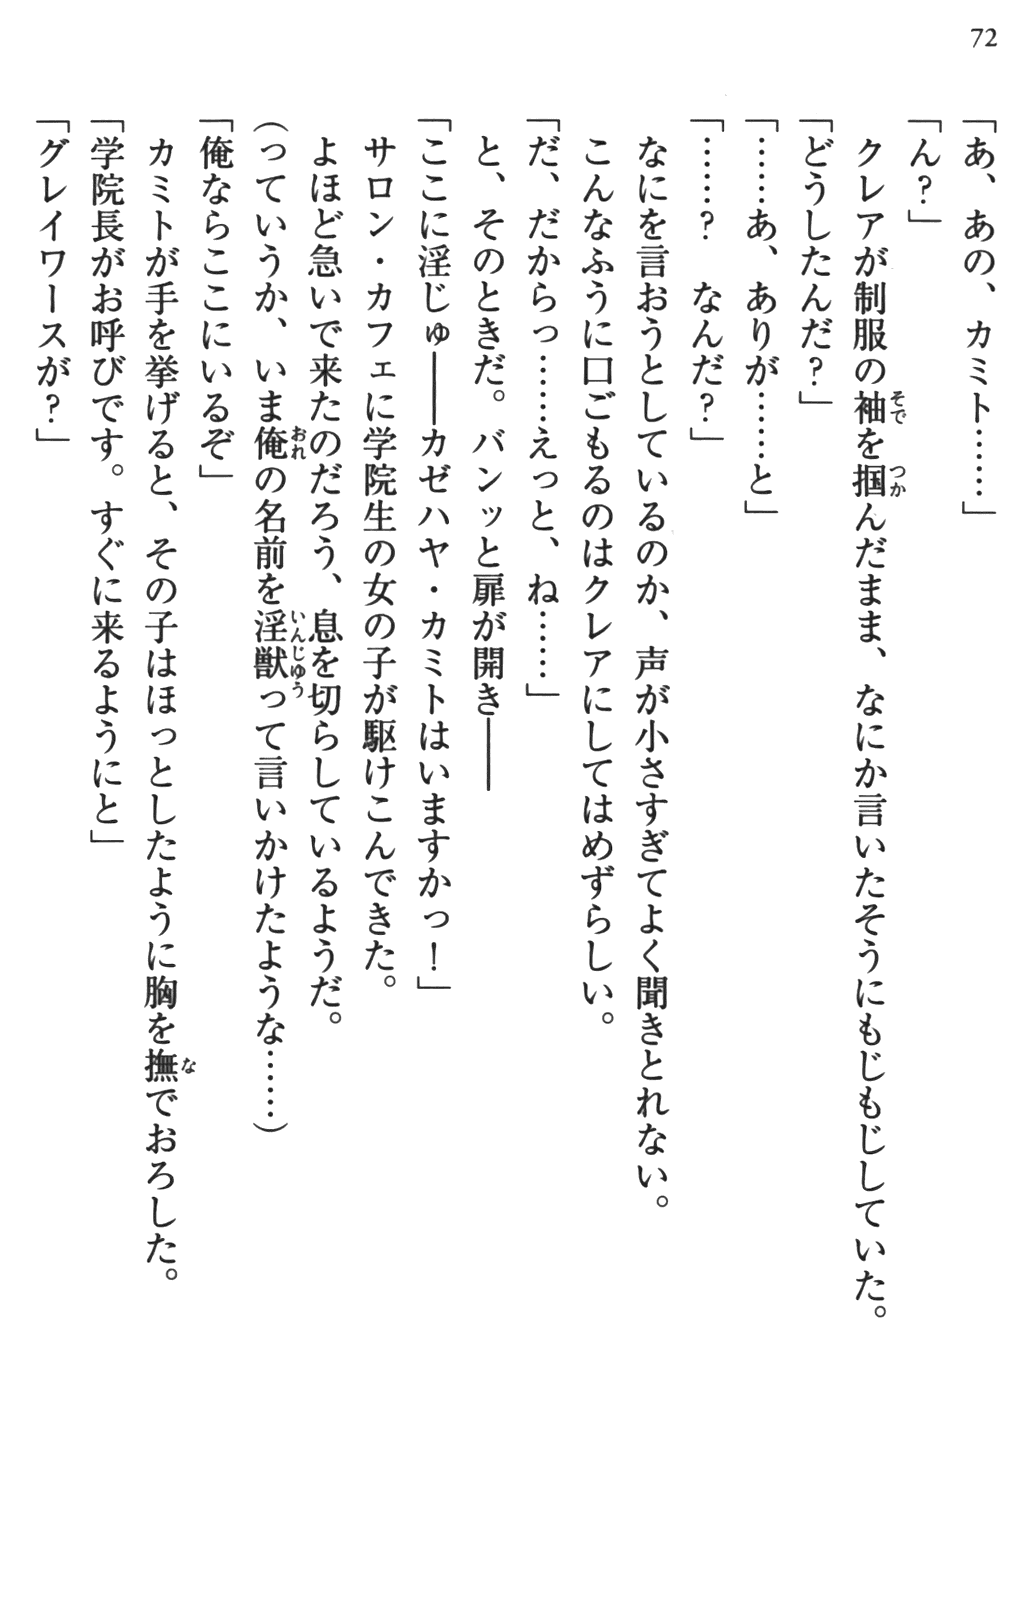 72
「あ、あの、カミト……」
「ん？」
クレアが制服の袖を掴んだまま、なにか言いたそうにもじもじしていた。
「どうしたんだ？」
「……あ、ありが……と」
「……？　なんだ？」
なにを言おうとしているのか、声が小さすぎてよく聞きとれない。
こんなふうに口ごもるのはクレアにしてはめずらしい。
「だ、だからっ……えっと、ね……」
と、そのときだ。バンッと扉が開き――
「ここに淫じゅ――カゼハヤ・カミトはいますかっ！」
サロン・カフェに学院生の女の子が駆けこんできた。
よほど急いで来たのだろう、息を切らしているようだ。
（っていうか、いま俺の名前を淫獣って言いかけたような……）
「俺ならここにいるぞ」
カミトが手を挙げると、その子はほっとしたように胸を撫でおろした。
「学院長がお呼びです。すぐに来るようにと」
「グレイワースが？」